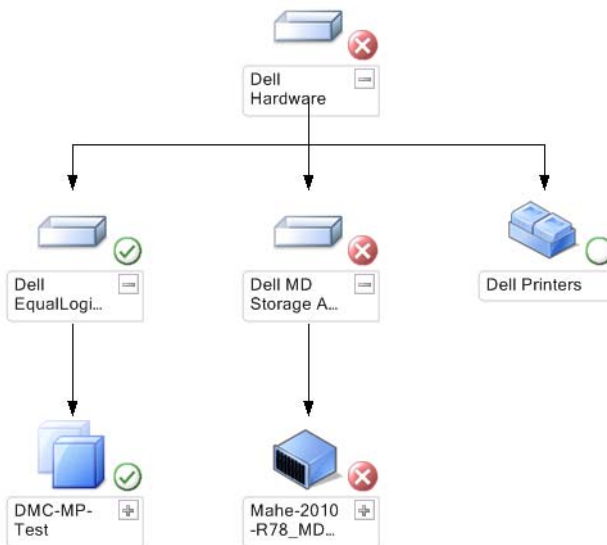 Dell
Hardware
Dell
EqualLogi...
Dell MD
Storage A...
Dell Printers
DMC-MP-
Test
Mahe-2010
-R78_MD...